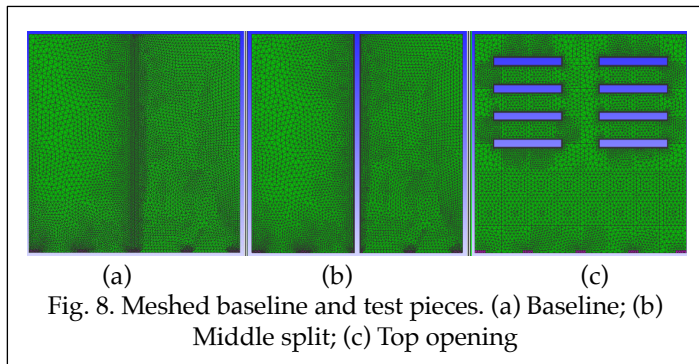 (a) (b) (c)
Fig. 8. Meshed baseline and test pieces. (a) Baseline; (b)
Middle split; (c) Top opening